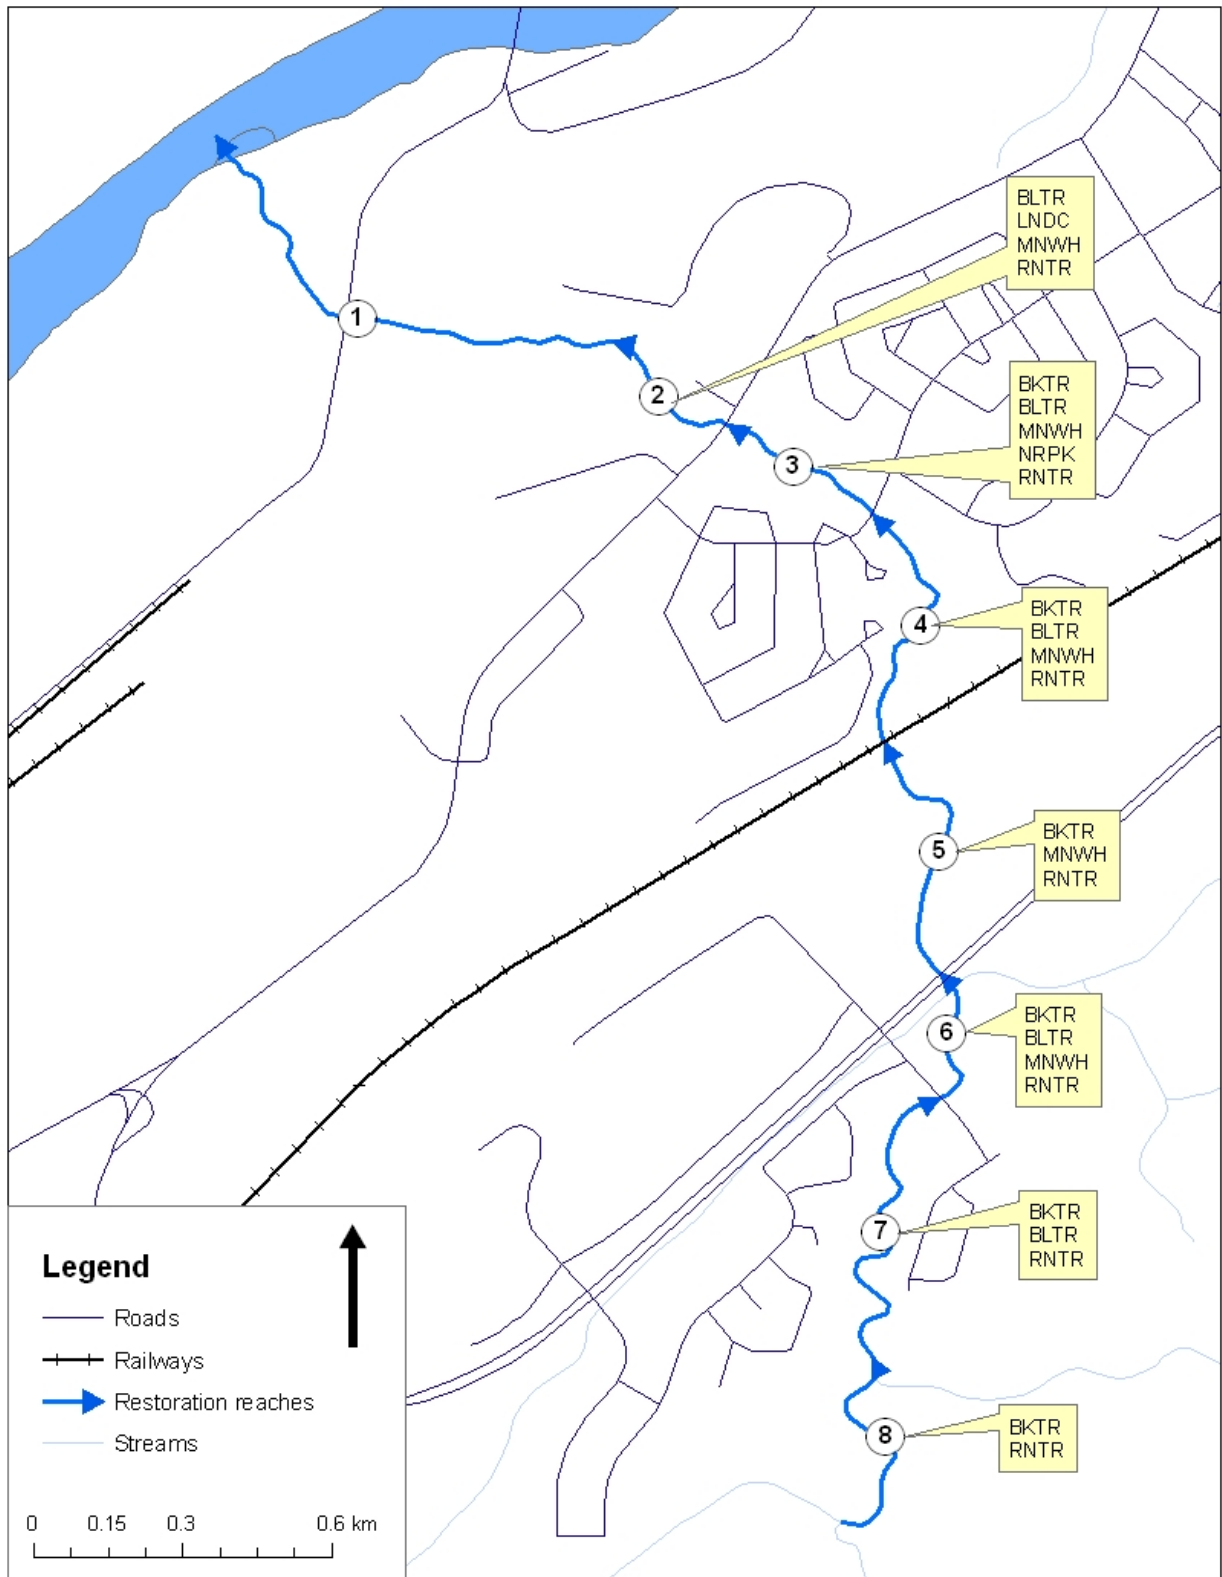 BLTR
LNDC
MNWH
RNTR
1
2
BKTR
BLTR
MNWH
NRPK
RNTR
3
4
BKTR
BLTR
MNWH
RNTR
5
BKTR
MNWH
RNTR
6
BKTR
BLTR
MNWH
RNTR
7
BKTR
BLTR
RNTR
8
BKTR
RNTR
Legend
Roads
Railways
Restoration reaches
Streams
0 0.15 0.3 0.6 km